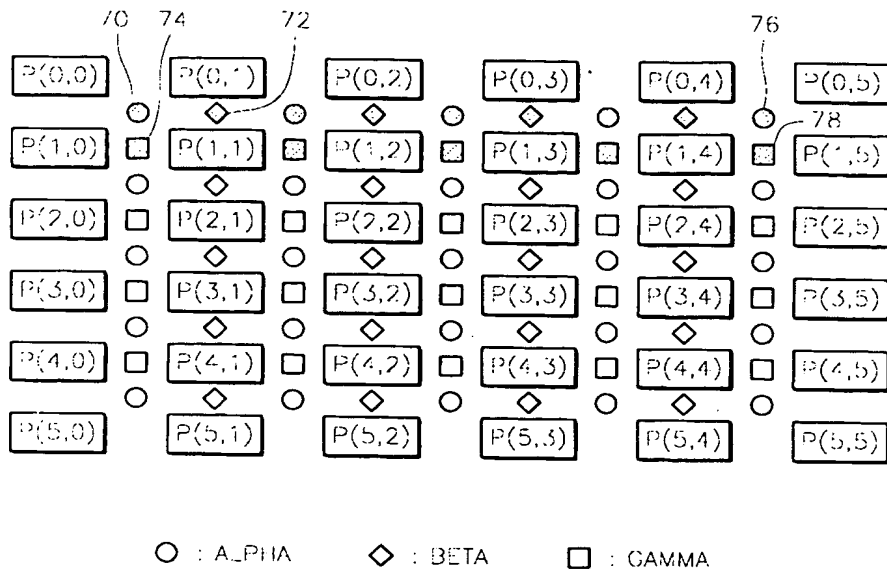 70 74 72 76
P(0,0) P(0,1) P(0,2) P(0,3) P(0,4) P(0,5)
78
P(1,0) P(1,1) P(1,2) P(1,3) P(1,4) P(1,5)
P(2,0) P(2,1) P(2,2) P(2,3) P(2,4) P(2,5)
P(3,0) P(3,1) P(3,2) P(3,3) P(3,4) P(3,5)
P(4,0) P(4,1) P(4,2) P(4,3) P(4,4) P(4,5)
P(5,0) P(5,1) P(5,2) P(5,3) P(5,4) P(5,5)
: ALPHA : BETA : GAMMA